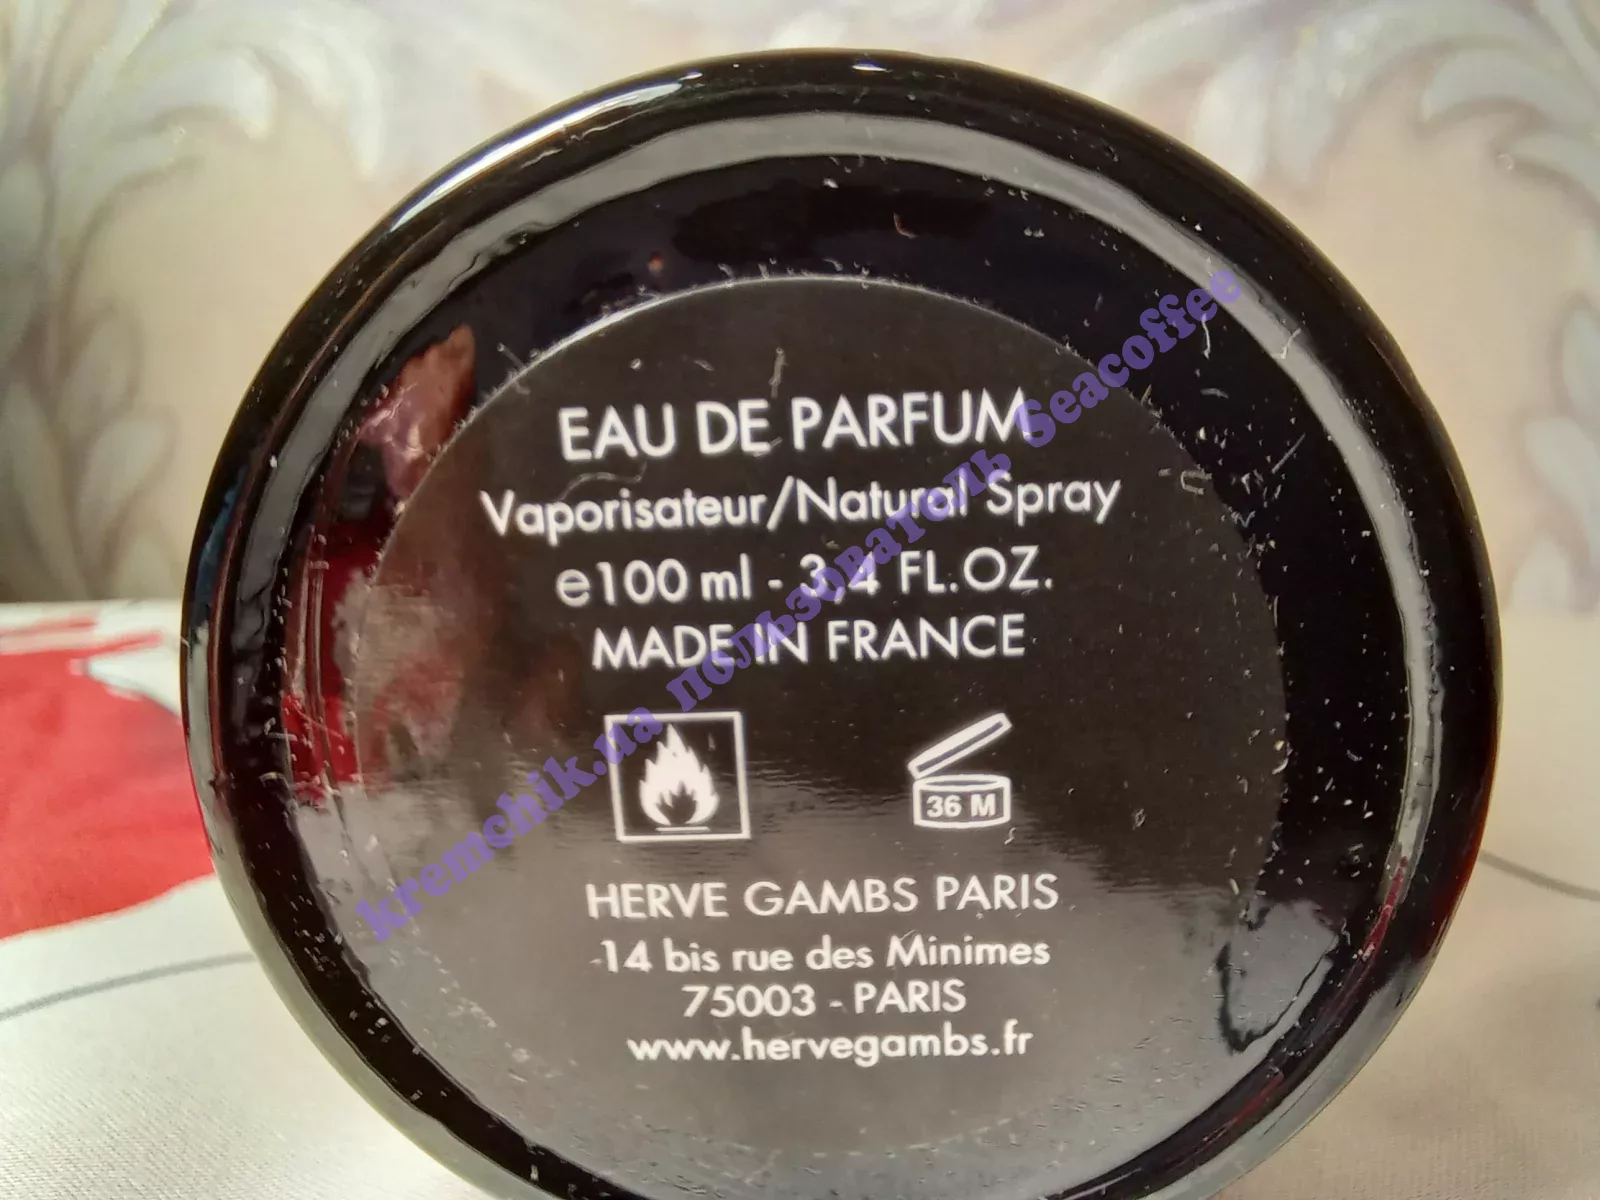 EAU DE PARFUM
Vaporisateur/Natural Spray
℮100 ml - 3,4 FL.OZ.
MADE IN FRANCE
36 M
HERVE GAMBS PARIS
14 bis rue des Minimes
75003 - PARIS
www.hervegambs.fr
kremchik.ua пользователь Seacoffee